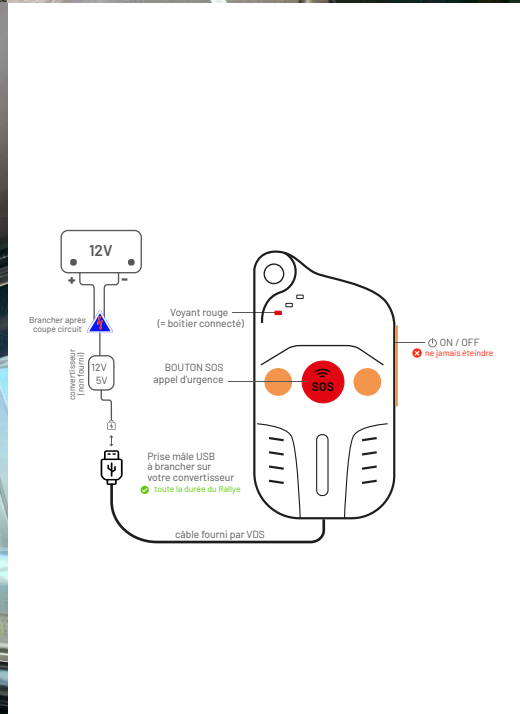 12V
+ -
Voyant rouge
(= boitier connecté)
Brancher après
coupe circuit
ON / OFF
ne jamais éteindre
convertisseur
(non fourni)
12V
5V
BOUTON SOS
appel d'urgence
SOS
Prise mâle USB
à brancher sur
votre convertisseur
toute la durée du Rallye
câble fourni par VDS